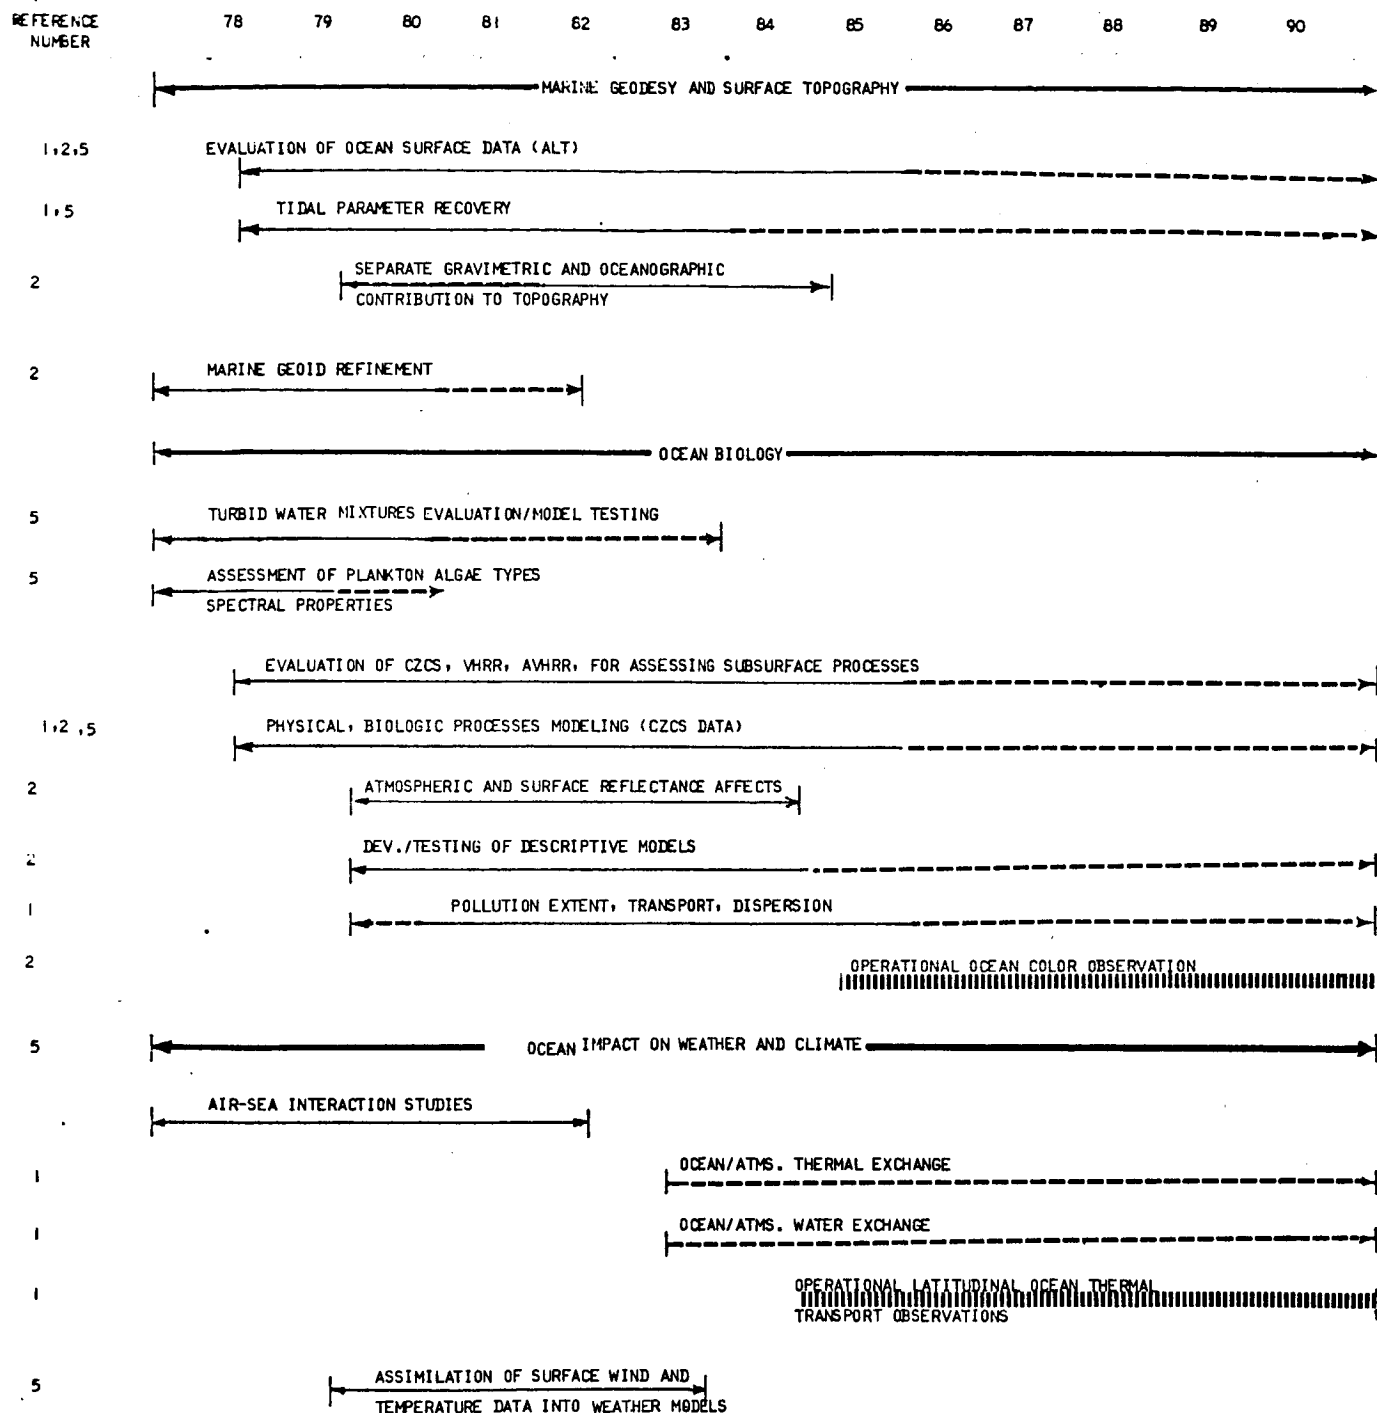 REFERENCE
NUMBER
78 79 80 81 82 83 84 85 86 87 88 89 90
MARINE GEODESY AND SURFACE TOPOGRAPHY
1,2,5 EVALUATION OF OCEAN SURFACE DATA (ALT)
1,5 TIDAL PARAMETER RECOVERY
2 SEPARATE GRAVIMETRIC AND OCEANOGRAPHIC
CONTRIBUTION TO TOPOGRAPHY
2 MARINE GEOID REFINEMENT
OCEAN BIOLOGY
5 TURBID WATER MIXTURES EVALUATION/MODEL TESTING
5 ASSESSMENT OF PLANKTON ALGAE TYPES
SPECTRAL PROPERTIES
EVALUATION OF CZCS, VHRR, AVHRR, FOR ASSESSING SUBSURFACE PROCESSES
1,2,5 PHYSICAL, BIOLOGIC PROCESSES MODELING (CZCS DATA)
2 ATMOSPHERIC AND SURFACE REFLECTANCE AFFECTS
2 DEV./TESTING OF DESCRIPTIVE MODELS
1 POLLUTION EXTENT, TRANSPORT, DISPERSION
2 OPERATIONAL OCEAN COLOR OBSERVATION
5 OCEAN IMPACT ON WEATHER AND CLIMATE
AIR-SEA INTERACTION STUDIES
1 OCEAN/ATMS. THERMAL EXCHANGE
1 OCEAN/ATMS. WATER EXCHANGE
1 OPERATIONAL LATITUDINAL OCEAN THERMAL
TRANSPORT OBSERVATIONS
5 ASSIMILATION OF SURFACE WIND AND
TEMPERATURE DATA INTO WEATHER MODELS